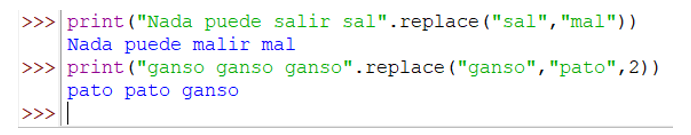 >>> print("Nada puede salir sal".replace("sal","mal"))
Nada puede malir mal
>>> print("ganso ganso ganso".replace("ganso","pato",2))
pato pato ganso
>>>